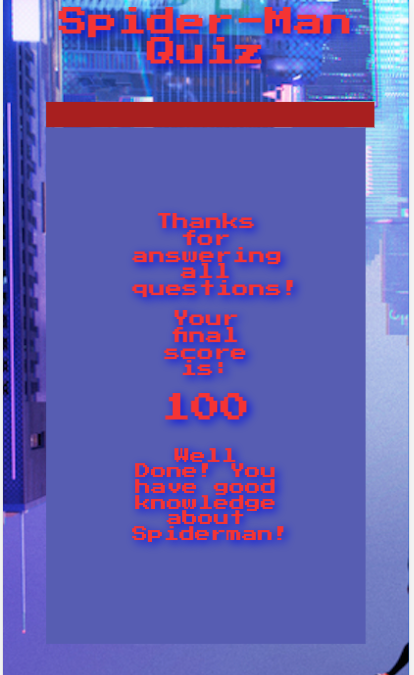 Spider-Man
Quiz
Thanks
for
answering
all
questions!
Your
final
score
is:
100
Well
Done! You
have good
knowledge
about
Spiderman!